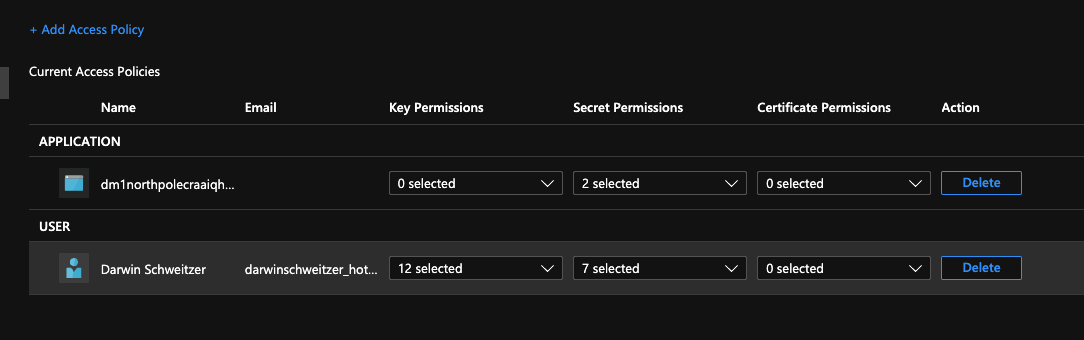 + Add Access Policy
Current Access Policies
Name Email Key Permissions Secret Permissions Certificate Permissions Action
APPLICATION
dm1northpolecraaiqh... 0 selected 2 selected 0 selected Delete
USER
Darwin Schweitzer darwinschweitzer_hot... 12 selected 7 selected 0 selected Delete